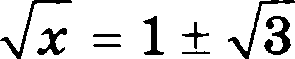 √x = 1 ± √3